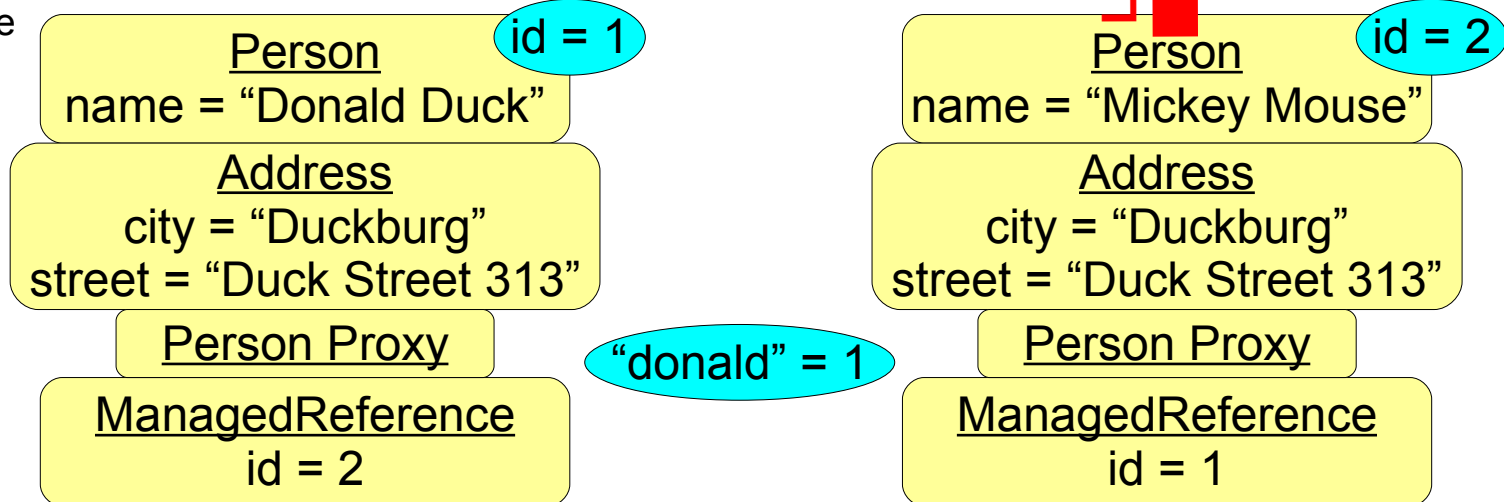 e
Person
id = 1
name = “Donald Duck”
Address
city = “Duckburg”
street = “Duck Street 313”
Person Proxy
ManagedReference
id = 2
“donald” = 1
Person
id = 2
name = “Mickey Mouse”
Address
city = “Duckburg”
street = “Duck Street 313”
Person Proxy
ManagedReference
id = 1